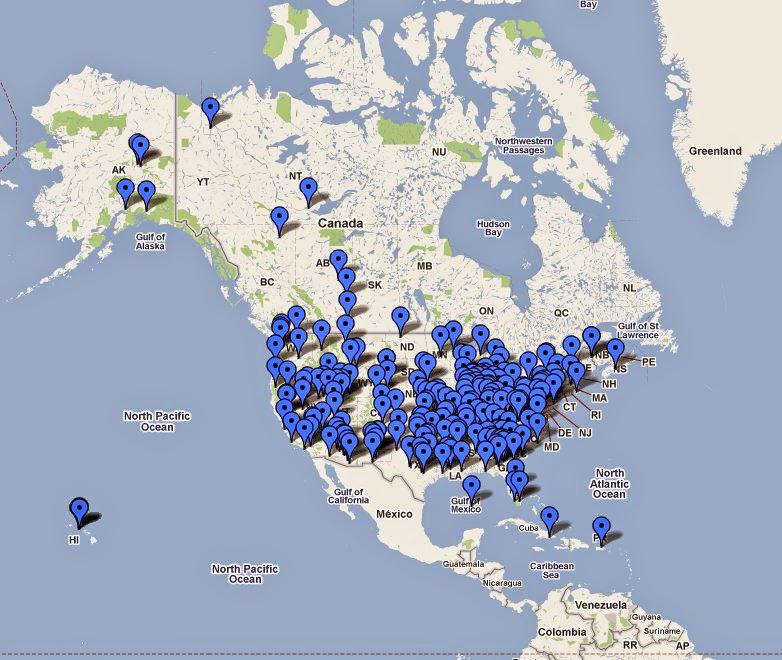 Bay
Greenland
Northwestern
Passages
NU
AK
YT
NT
Canada
Hudson
Bay
Gulf of
Alaska
AB
MB
SK
BC
NL
ON
QC
Gulf of St
Lawrence
ND
MN
NB
PE
NS
NH
MA
CT
RI
North Pacific
Ocean
DE
NJ
MD
LA
North
Atlantic
Ocean
Gulf of
California
Gulf of
Mexico
México
Cuba
HI
North Pacific
Ocean
Guatemala
Caribbean
Sea
Nicaragua
Venezuela
Guyana
Suriname
Colombia
RR
AP